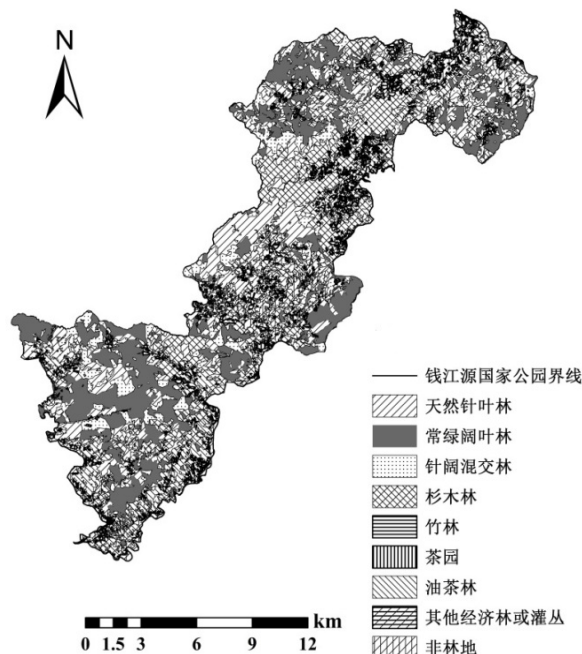 N
钱江源国家公园界线
天然针叶林
常绿阔叶林
针阔混交林
杉木林
竹林
茶园
油茶林
其他经济林或灌丛
非林地
km
0 1.5 3 6 9 12